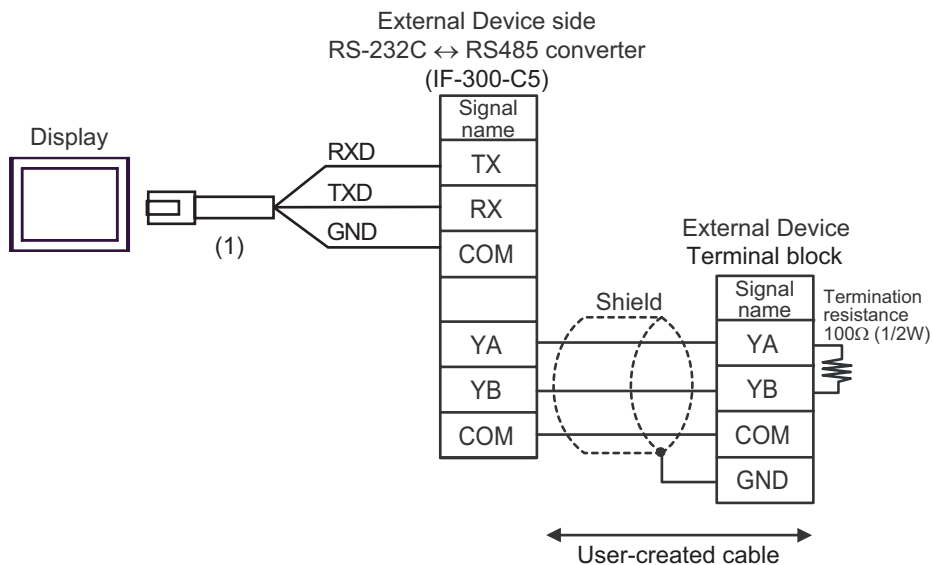 External Device side
RS-232C ↔ RS485 converter
(IF-300-C5)
Signal
name
Display
RXD
TX
TXD
RX
GND
COM
(1)
External Device
Terminal block
Signal
name
Shield
Termination
resistance
100Ω (1/2W)
YA
YA
YB
YB
COM
COM
GND
User-created cable